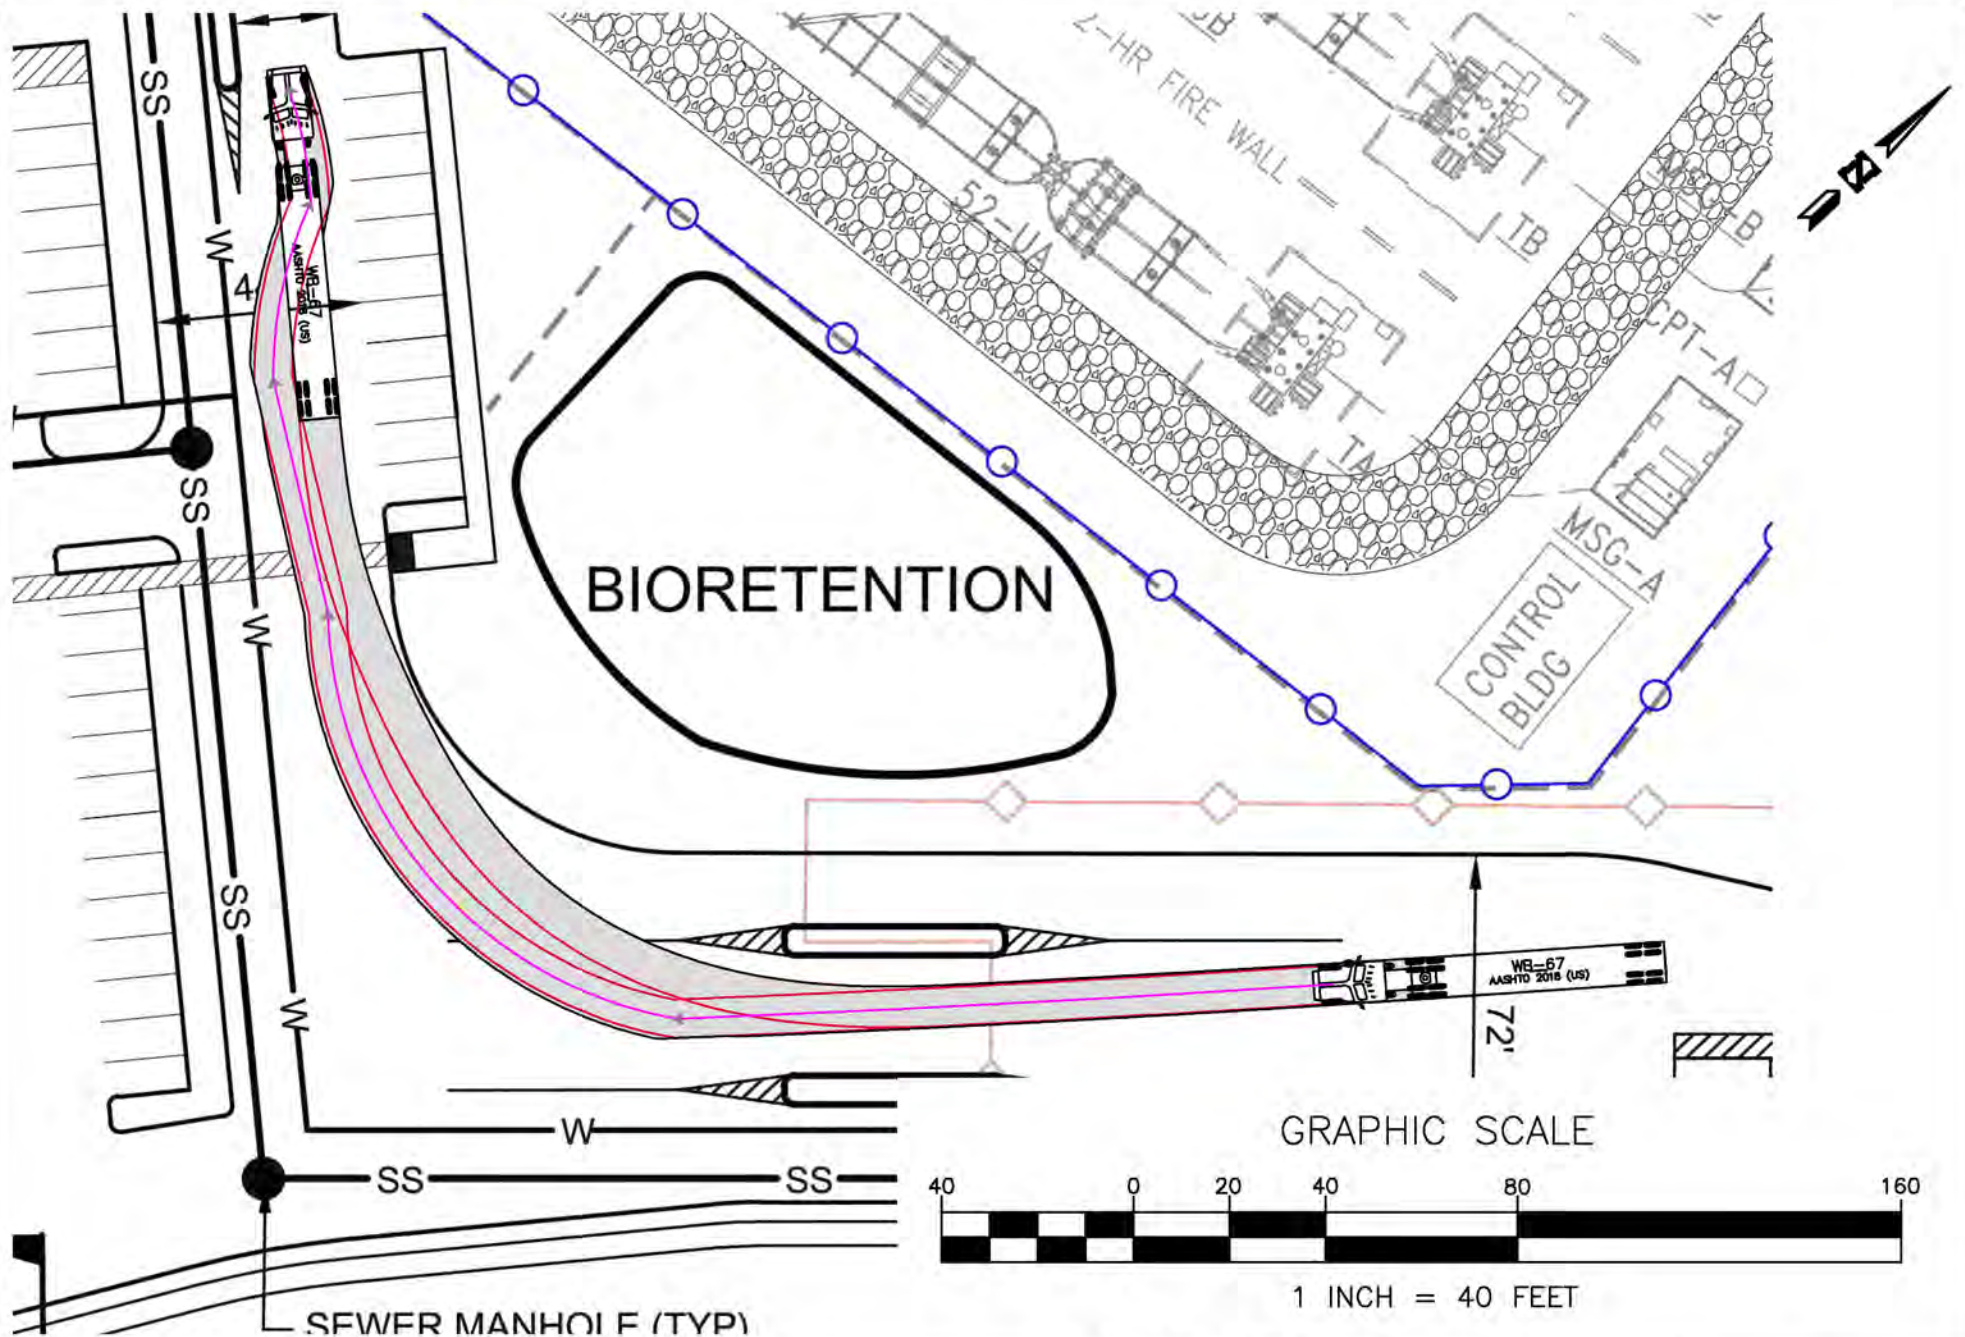 SS
2-HR FIRE WALL
W
52-UA
TB
4
WB-67
AASHTO 2018 (US)
CPT-A
SS
TA
MSG-A
BIORETENTION
CONTROL
BLDG
W
SS
WB-67
AASHTO 2018 (US)
W
72'
W
GRAPHIC SCALE
SS
SS
40 0 20 40 80 160
1 INCH = 40 FEET
SEWER MANHOLE (TYP)
N